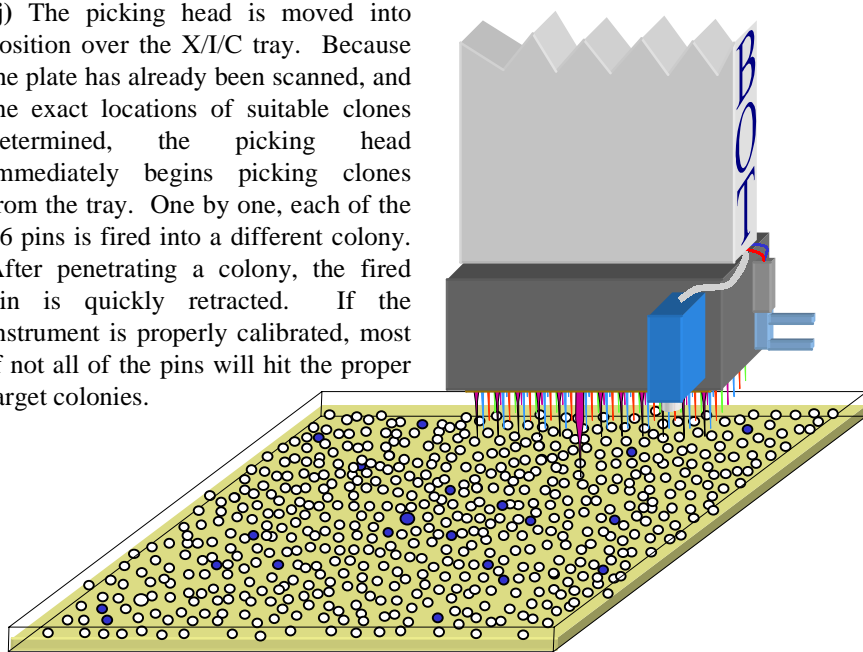 j) The picking head is moved into
osition over the X/I/C tray. Because
he plate has already been scanned, and
he exact locations of suitable clones
etermined, the picking head
mmediately begins picking clones
rom the tray. One by one, each of the
6 pins is fired into a different colony.
After penetrating a colony, the fired
in is quickly retracted. If the
nstrument is properly calibrated, most
f not all of the pins will hit the proper
arget colonies.
BOT